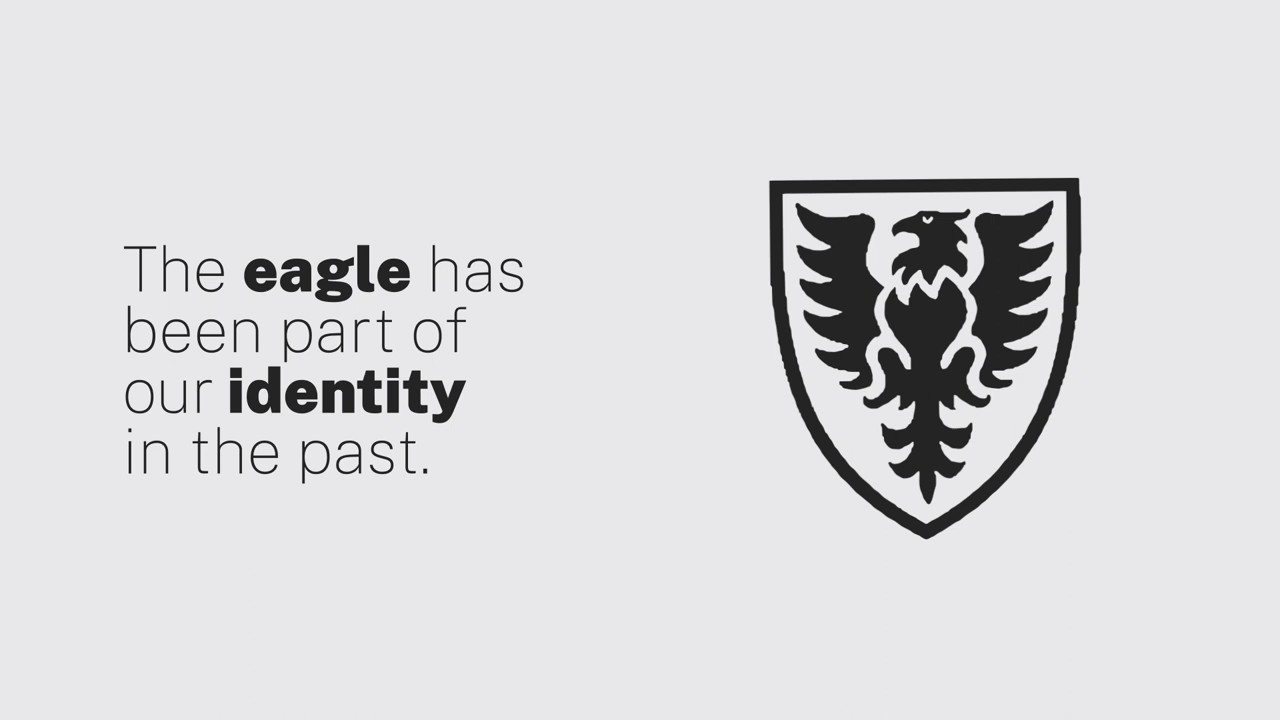 The eagle has
been part of
our identity
in the past.